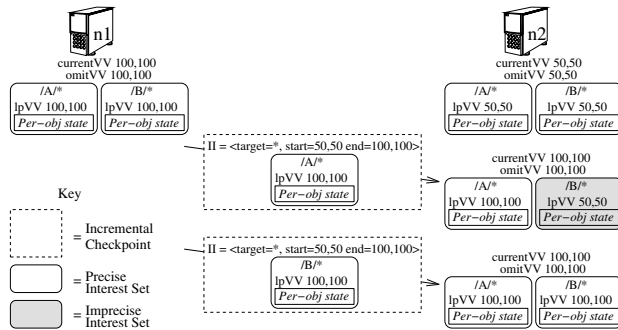 n1
currentVV 100,100
omitVV 100,100
/A/*
lpVV 100,100
Per-obj state
/B/*
lpVV 100,100
Per-obj state
n2
currentVV 50,50
omitVV 50,50
/A/*
lpVV 50,50
Per-obj state
/B/*
lpVV 50,50
Per-obj state
II = <target=*, start=50,50 end=100,100>
/A/*
lpVV 100,100
Per-obj state
currentVV 100,100
omitVV 100,100
/A/*
lpVV 100,100
Per-obj state
/B/*
lpVV 50,50
Per-obj state
II = <target=*, start=50,50 end=100,100>
/B/*
lpVV 100,100
Per-obj state
currentVV 100,100
omitVV 100,100
/A/*
lpVV 100,100
Per-obj state
/B/*
lpVV 100,100
Per-obj state
Key
= Incremental
Checkpoint
= Precise
Interest Set
= Imprecise
Interest Set